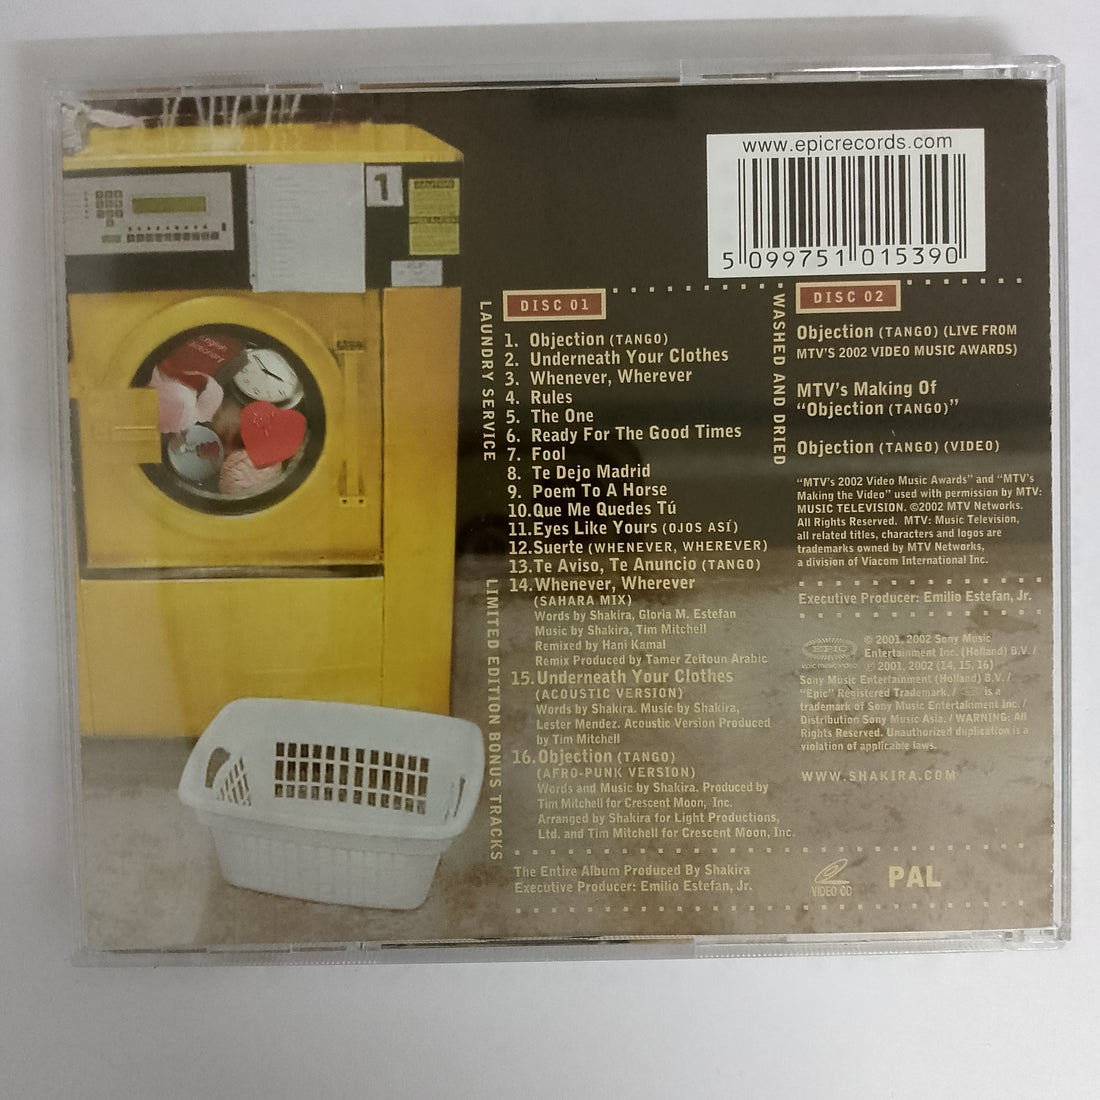 www.epicrecords.com
5 099751 015390
1
English
Dictionary
LAUNDRY SERVICE
DISC 01
1. Objection (TANGO)
2. Underneath Your Clothes
3. Whenever, Wherever
4. Rules
5. The One
6. Ready For The Good Times
7. Fool
8. Te Dejo Madrid
9. Poem To A Horse
10. Que Me Quedes Tú
11. Eyes Like Yours (OJOS ASÍ)
12. Suerte (WHENEVER, WHEREVER)
13. Te Aviso, Te Anuncio (TANGO)
LIMITED EDITION BONUS TRACKS
14. Whenever, Wherever
(SAHARA MIX)
Words by Shakira, Gloria M. Estefan
Music by Shakira, Tim Mitchell
Remixed by Hani Kamal
Remix Produced by Tamer Zeitoun Arabic
15. Underneath Your Clothes
(ACOUSTIC VERSION)
Words by Shakira. Music by Shakira,
Lester Mendez. Acoustic Version Produced
by Tim Mitchell
16. Objection (TANGO)
(AFRO-PUNK VERSION)
Words and Music by Shakira. Produced by
Tim Mitchell for Crescent Moon, Inc.
Arranged by Shakira for Light Productions,
Ltd. and Tim Mitchell for Crescent Moon, Inc.
The Entire Album Produced By Shakira
Executive Producer: Emilio Estefan, Jr.
WASHED AND DRIED
DISC 02
Objection (TANGO) (LIVE FROM
MTV'S 2002 VIDEO MUSIC AWARDS)
MTV's Making Of
"Objection (TANGO)"
Objection (TANGO) (VIDEO)
"MTV's 2002 Video Music Awards" and "MTV's
Making the Video" used with permission by MTV:
MUSIC TELEVISION. ©2002 MTV Networks.
All Rights Reserved. MTV: Music Television,
all related titles, characters and logos are
trademarks owned by MTV Networks,
a division of Viacom International Inc.
Executive Producer: Emilio Estefan, Jr.
EPIC
epic music video
© 2001, 2002 Sony Music
Entertainment Inc. (Holland) B.V. /
℗ 2001, 2002 (14, 15, 16)
Sony Music Entertainment (Holland) B.V. /
"Epic" Registered Trademark. / is a
trademark of Sony Music Entertainment Inc. /
Distribution Sony Music Asia. / WARNING: All
Rights Reserved. Unauthorized duplication is a
violation of applicable laws.
WWW.SHAKIRA.COM
VIDEO CD
PAL